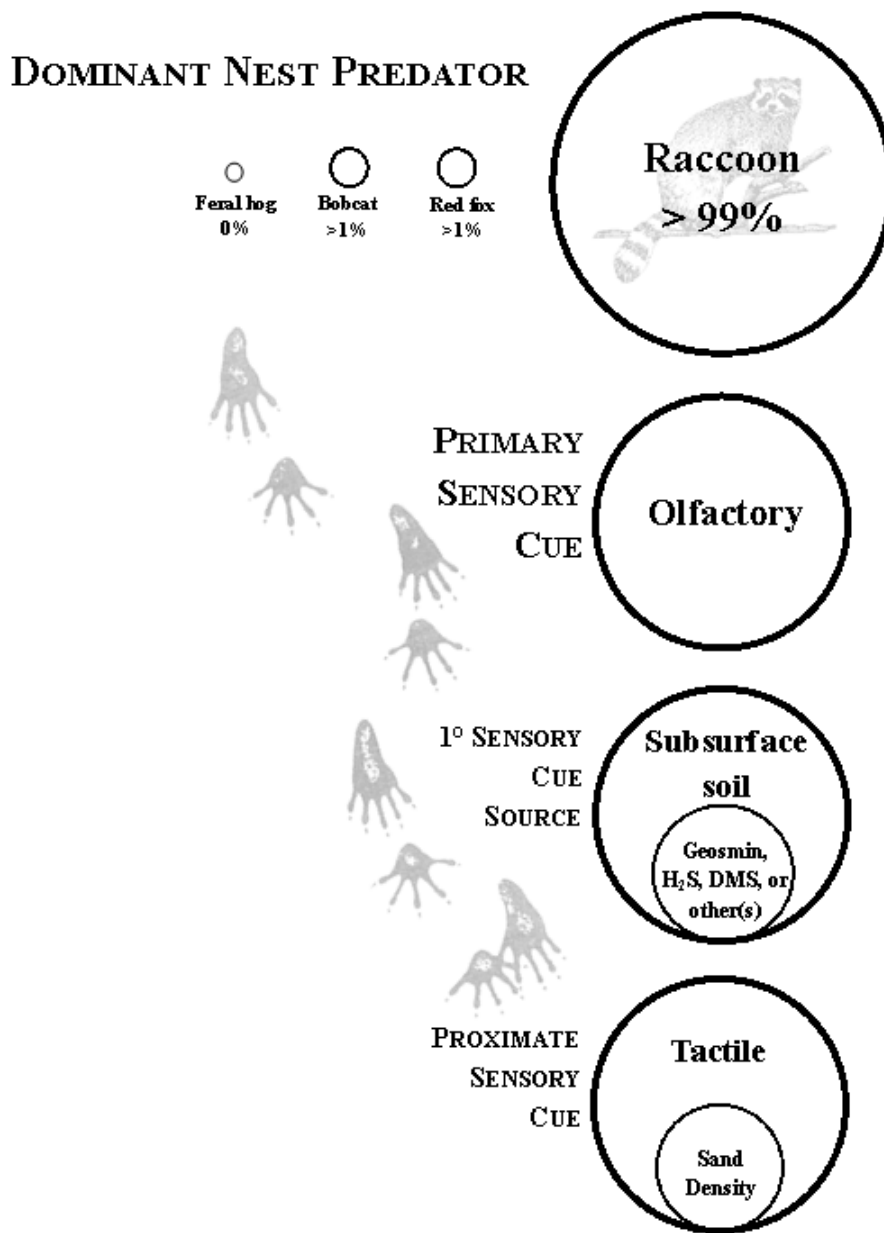 DOMINANT NEST PREDATOR
Raccoon
> 99%
Feral hog
0%
Bobcat
>1%
Red fox
>1%
PRIMARY
SENSORY
CUE
Olfactory
1° SENSORY
CUE
SOURCE
Subsurface
soil
Geosmin,
H₂S, DMS, or
other(s)
PROXIMATE
SENSORY
CUE
Tactile
Sand
Density